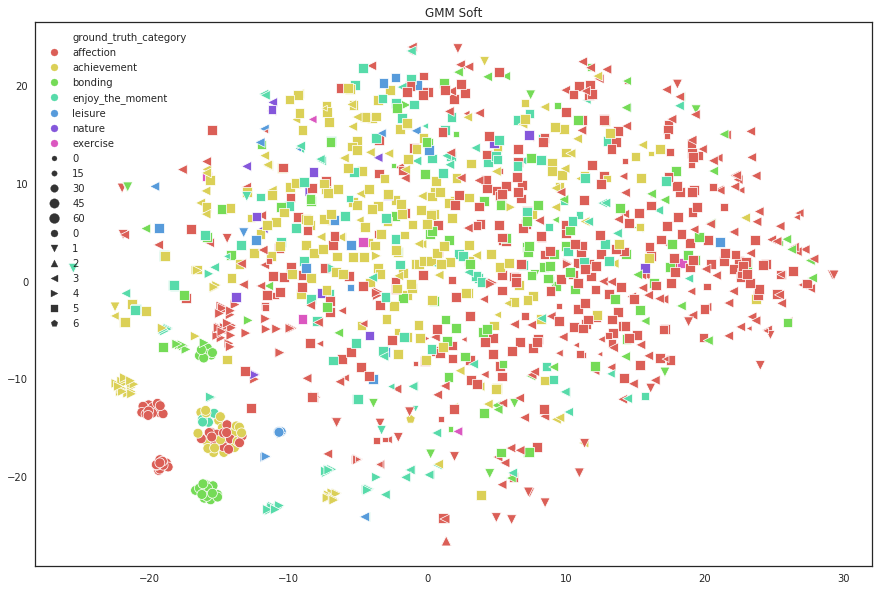 GMM Soft
ground_truth_category
affection
achievement
bonding
enjoy_the_moment
leisure
nature
exercise
0
15
30
45
60
0
1
2
3
4
5
6
20
10
0
−10
−20
−20 −10 0 10 20 30